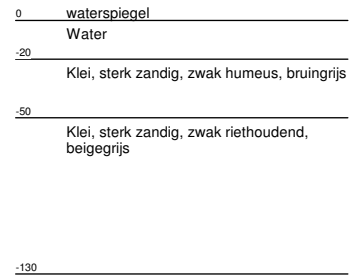 0 waterspiegel
Water
-20
Klei, sterk zandig, zwak humeus, bruingrijs
-50
Klei, sterk zandig, zwak riethoudend,
beigegrijs
-130